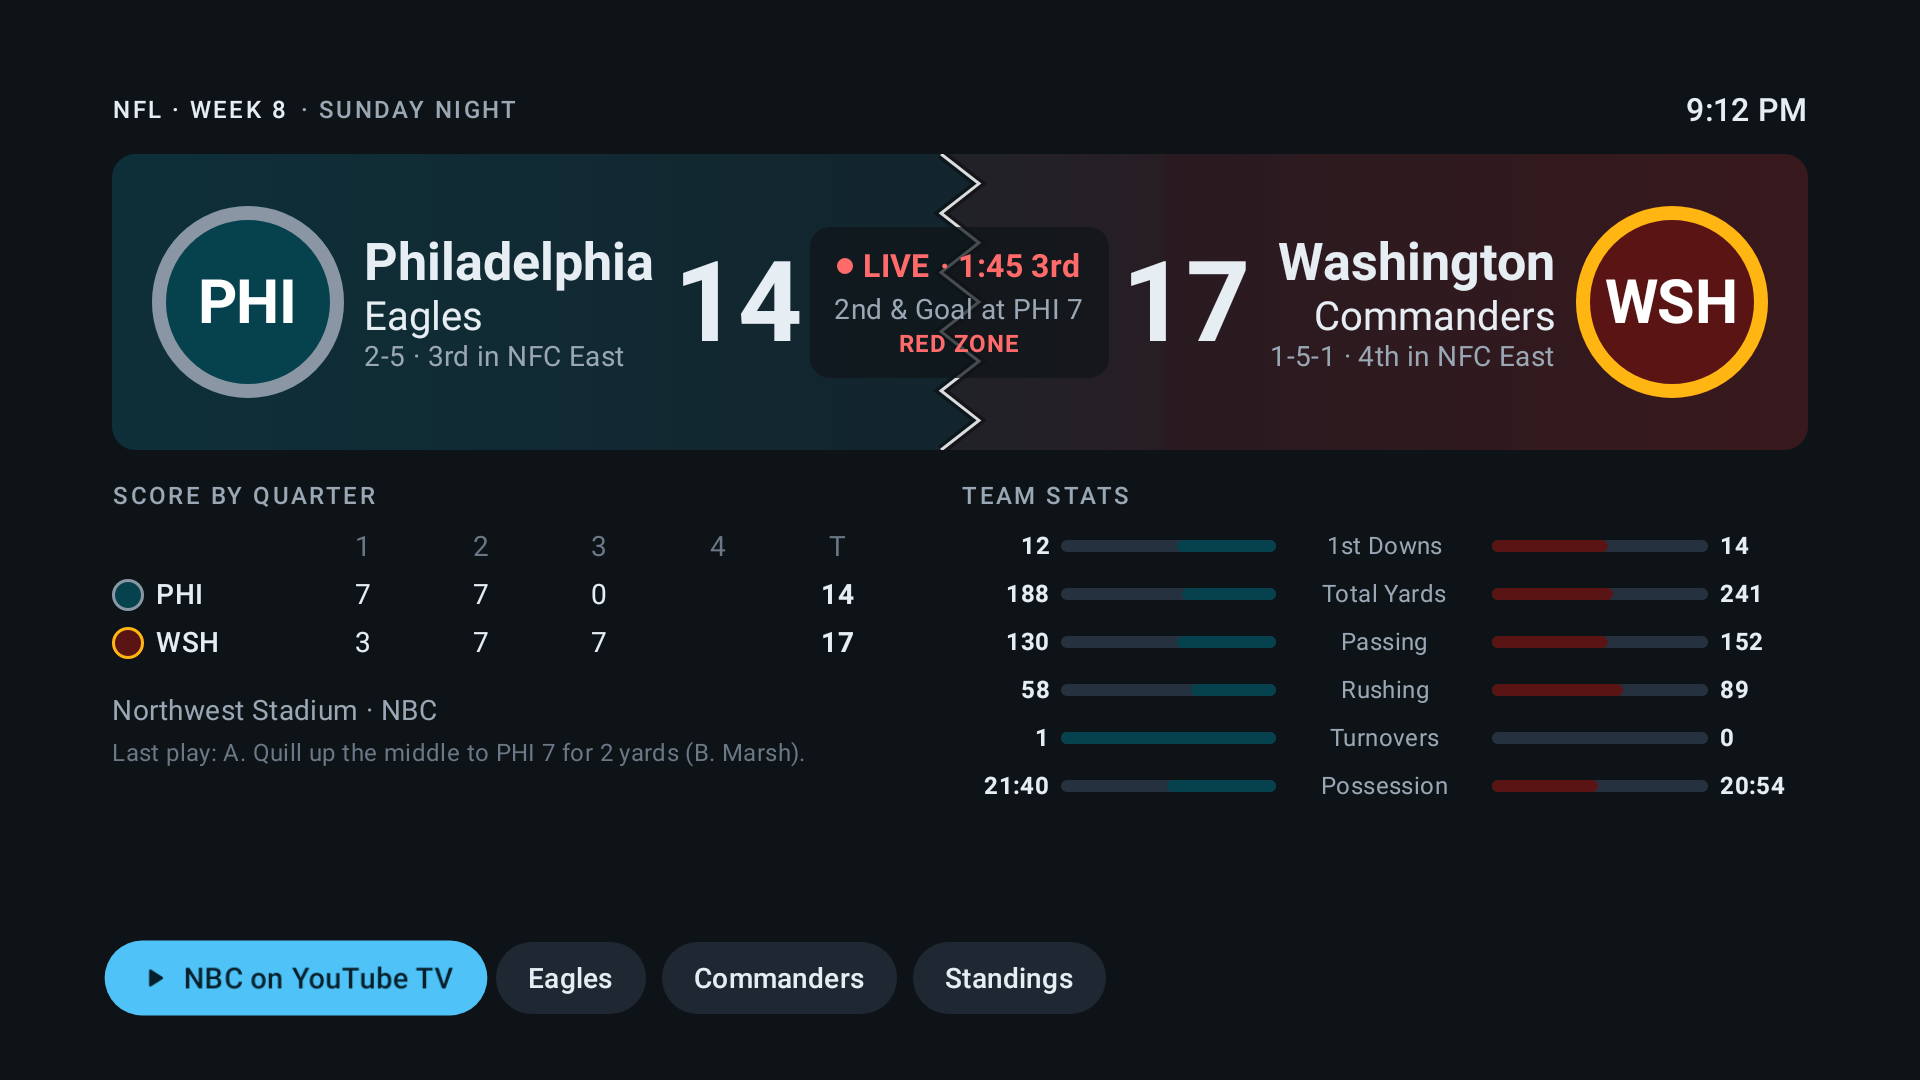 NFL · WEEK 8 · SUNDAY NIGHT
9:12 PM
PHI
Philadelphia
Eagles
2-5 · 3rd in NFC East
14
LIVE · 1:45 3rd
2nd & Goal at PHI 7
RED ZONE
17
Washington
Commanders
1-5-1 · 4th in NFC East
WSH
SCORE BY QUARTER
1 2 3 4 T
PHI 7 7 0 14
WSH 3 7 7 17
Northwest Stadium · NBC
Last play: A. Quill up the middle to PHI 7 for 2 yards (B. Marsh).
TEAM STATS
12 1st Downs 14
188 Total Yards 241
130 Passing 152
58 Rushing 89
1 Turnovers 0
21:40 Possession 20:54
NBC on YouTube TV
Eagles
Commanders
Standings